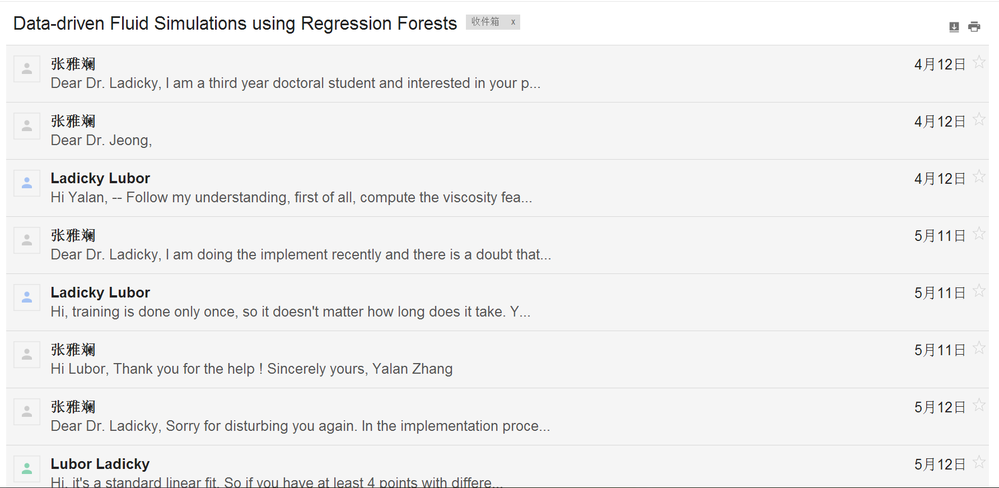 Data-driven Fluid Simulations using Regression Forests 收件箱 x
张雅斓 4月12日
Dear Dr. Ladicky, I am a third year doctoral student and interested in your p...
张雅斓 4月12日
Dear Dr. Jeong,
Ladicky Lubor 4月12日
Hi Yalan, -- Follow my understanding, first of all, compute the viscosity fea...
张雅斓 5月11日
Dear Dr. Ladicky, I am doing the implement recently and there is a doubt that...
Ladicky Lubor 5月11日
Hi, training is done only once, so it doesn't matter how long does it take. Y...
张雅斓 5月11日
Hi Lubor, Thank you for the help ! Sincerely yours, Yalan Zhang
张雅斓 5月12日
Dear Dr. Ladicky, Sorry for disturbing you again. In the implementation proce...
Lubor Ladicky 5月12日
Hi, it's a standard linear fit. So if you have at least 4 points with differe...